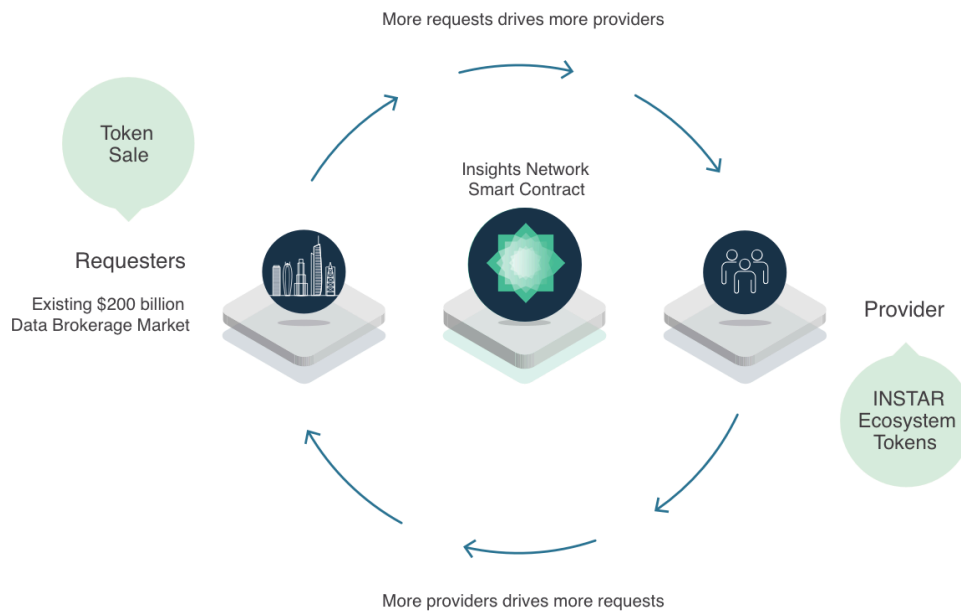 More requests drives more providers
Token
Sale
Insights Network
Smart Contract
Requesters
Existing $200 billion
Data Brokerage Market
Provider
INSTAR
Ecosystem
Tokens
More providers drives more requests